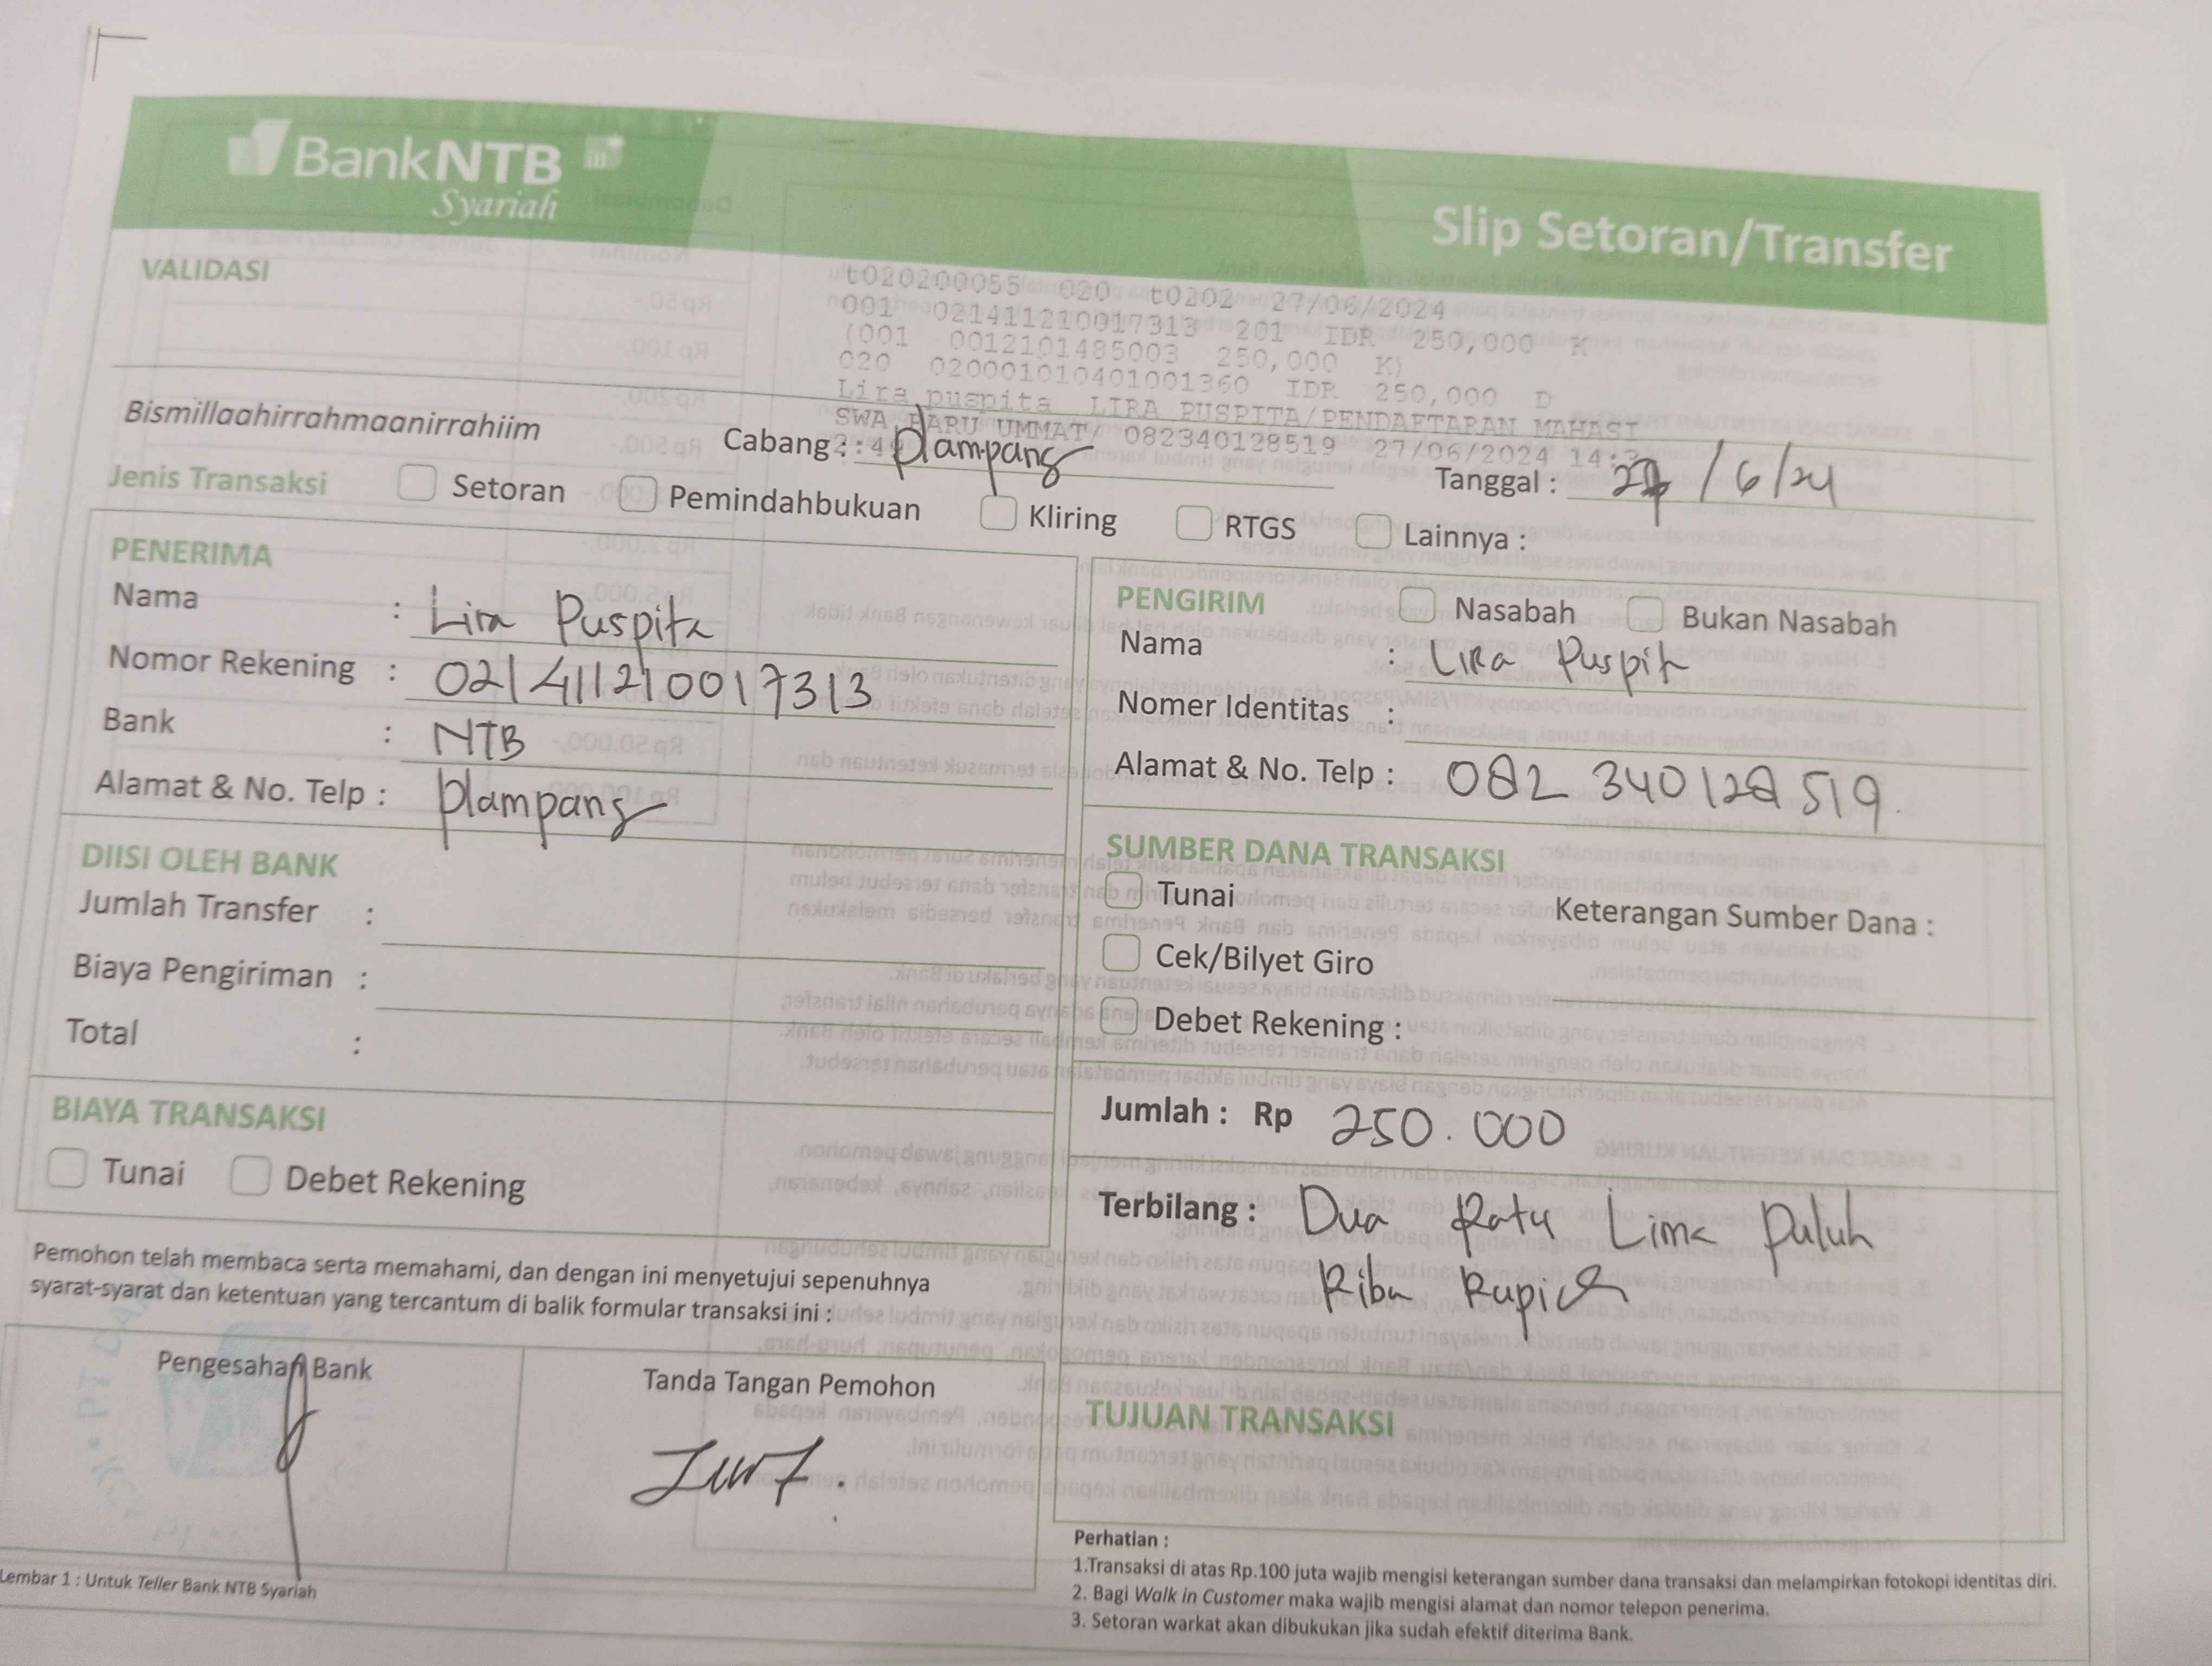 BankNTB iB
Syariah
Slip Setoran/Transfer
VALIDASI
t020200055 020 t0202 27/06/2024
001 021411210017313 201 IDR 250,000 K
(001 0012101485003 250,000 K)
020 020001010401001360 IDR 250,000 D
Lira puspita LIRA PUSPITA/PENDAFTARAN MAHASI
SWA BARU UMMAT/ 082340128519 27/06/2024 14:
Bismillaahirrahmaanirrahiim
Cabang : plampang
Tanggal : 27/6/24
Jenis Transaksi Setoran Pemindahbukuan Kliring RTGS Lainnya :
PENERIMA
Nama : Lira Puspita
Nomor Rekening : 021411210017313
Bank : NTB
Alamat & No. Telp : plampang
PENGIRIM Nasabah Bukan Nasabah
Nama : Lira Puspit
Nomer Identitas :
Alamat & No. Telp : 082 340128519.
DIISI OLEH BANK
Jumlah Transfer :
Biaya Pengiriman :
Total :
SUMBER DANA TRANSAKSI
Tunai Keterangan Sumber Dana :
Cek/Bilyet Giro
Debet Rekening :
BIAYA TRANSAKSI
Tunai Debet Rekening
Jumlah : Rp 250.000
Terbilang : Dua Ratu Lima Puluh
Ribu Rupia
Pemohon telah membaca serta memahami, dan dengan ini menyetujui sepenuhnya
syarat-syarat dan ketentuan yang tercantum di balik formular transaksi ini :
Pengesahan Bank
Tanda Tangan Pemohon
TUJUAN TRANSAKSI
Lembar 1 : Untuk Teller Bank NTB Syariah
Perhatian :
1.Transaksi di atas Rp.100 juta wajib mengisi keterangan sumber dana transaksi dan melampirkan fotokopi identitas diri.
2. Bagi Walk in Customer maka wajib mengisi alamat dan nomor telepon penerima.
3. Setoran warkat akan dibukukan jika sudah efektif diterima Bank.